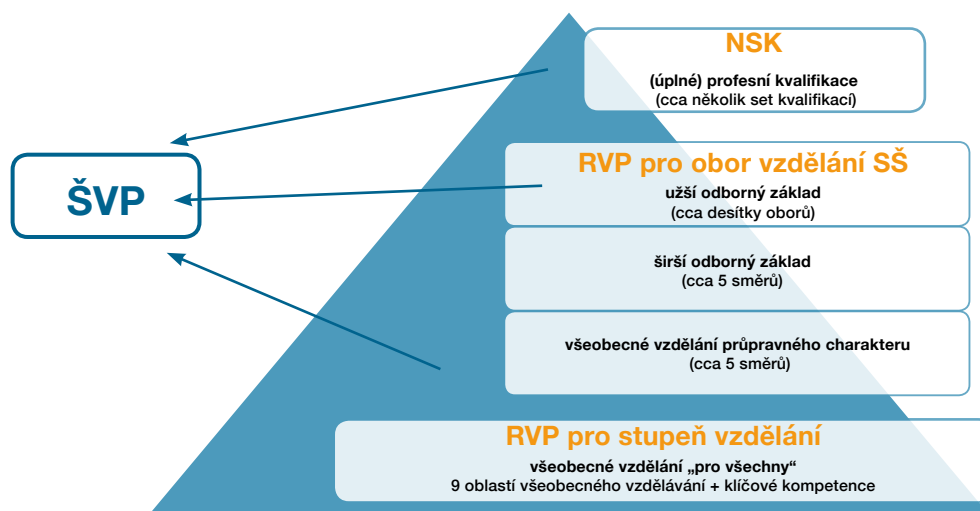 NSK
(úplné) profesní kvalifikace
(cca několik set kvalifikací)
ŠVP
RVP pro obor vzdělání SŠ
užší odborný základ
(cca desítky oborů)
širší odborný základ
(cca 5 směrů)
všeobecné vzdělání průpravného charakteru
(cca 5 směrů)
RVP pro stupeň vzdělání
všeobecné vzdělání „pro všechny“
9 oblastí všeobecného vzdělávání + klíčové kompetence